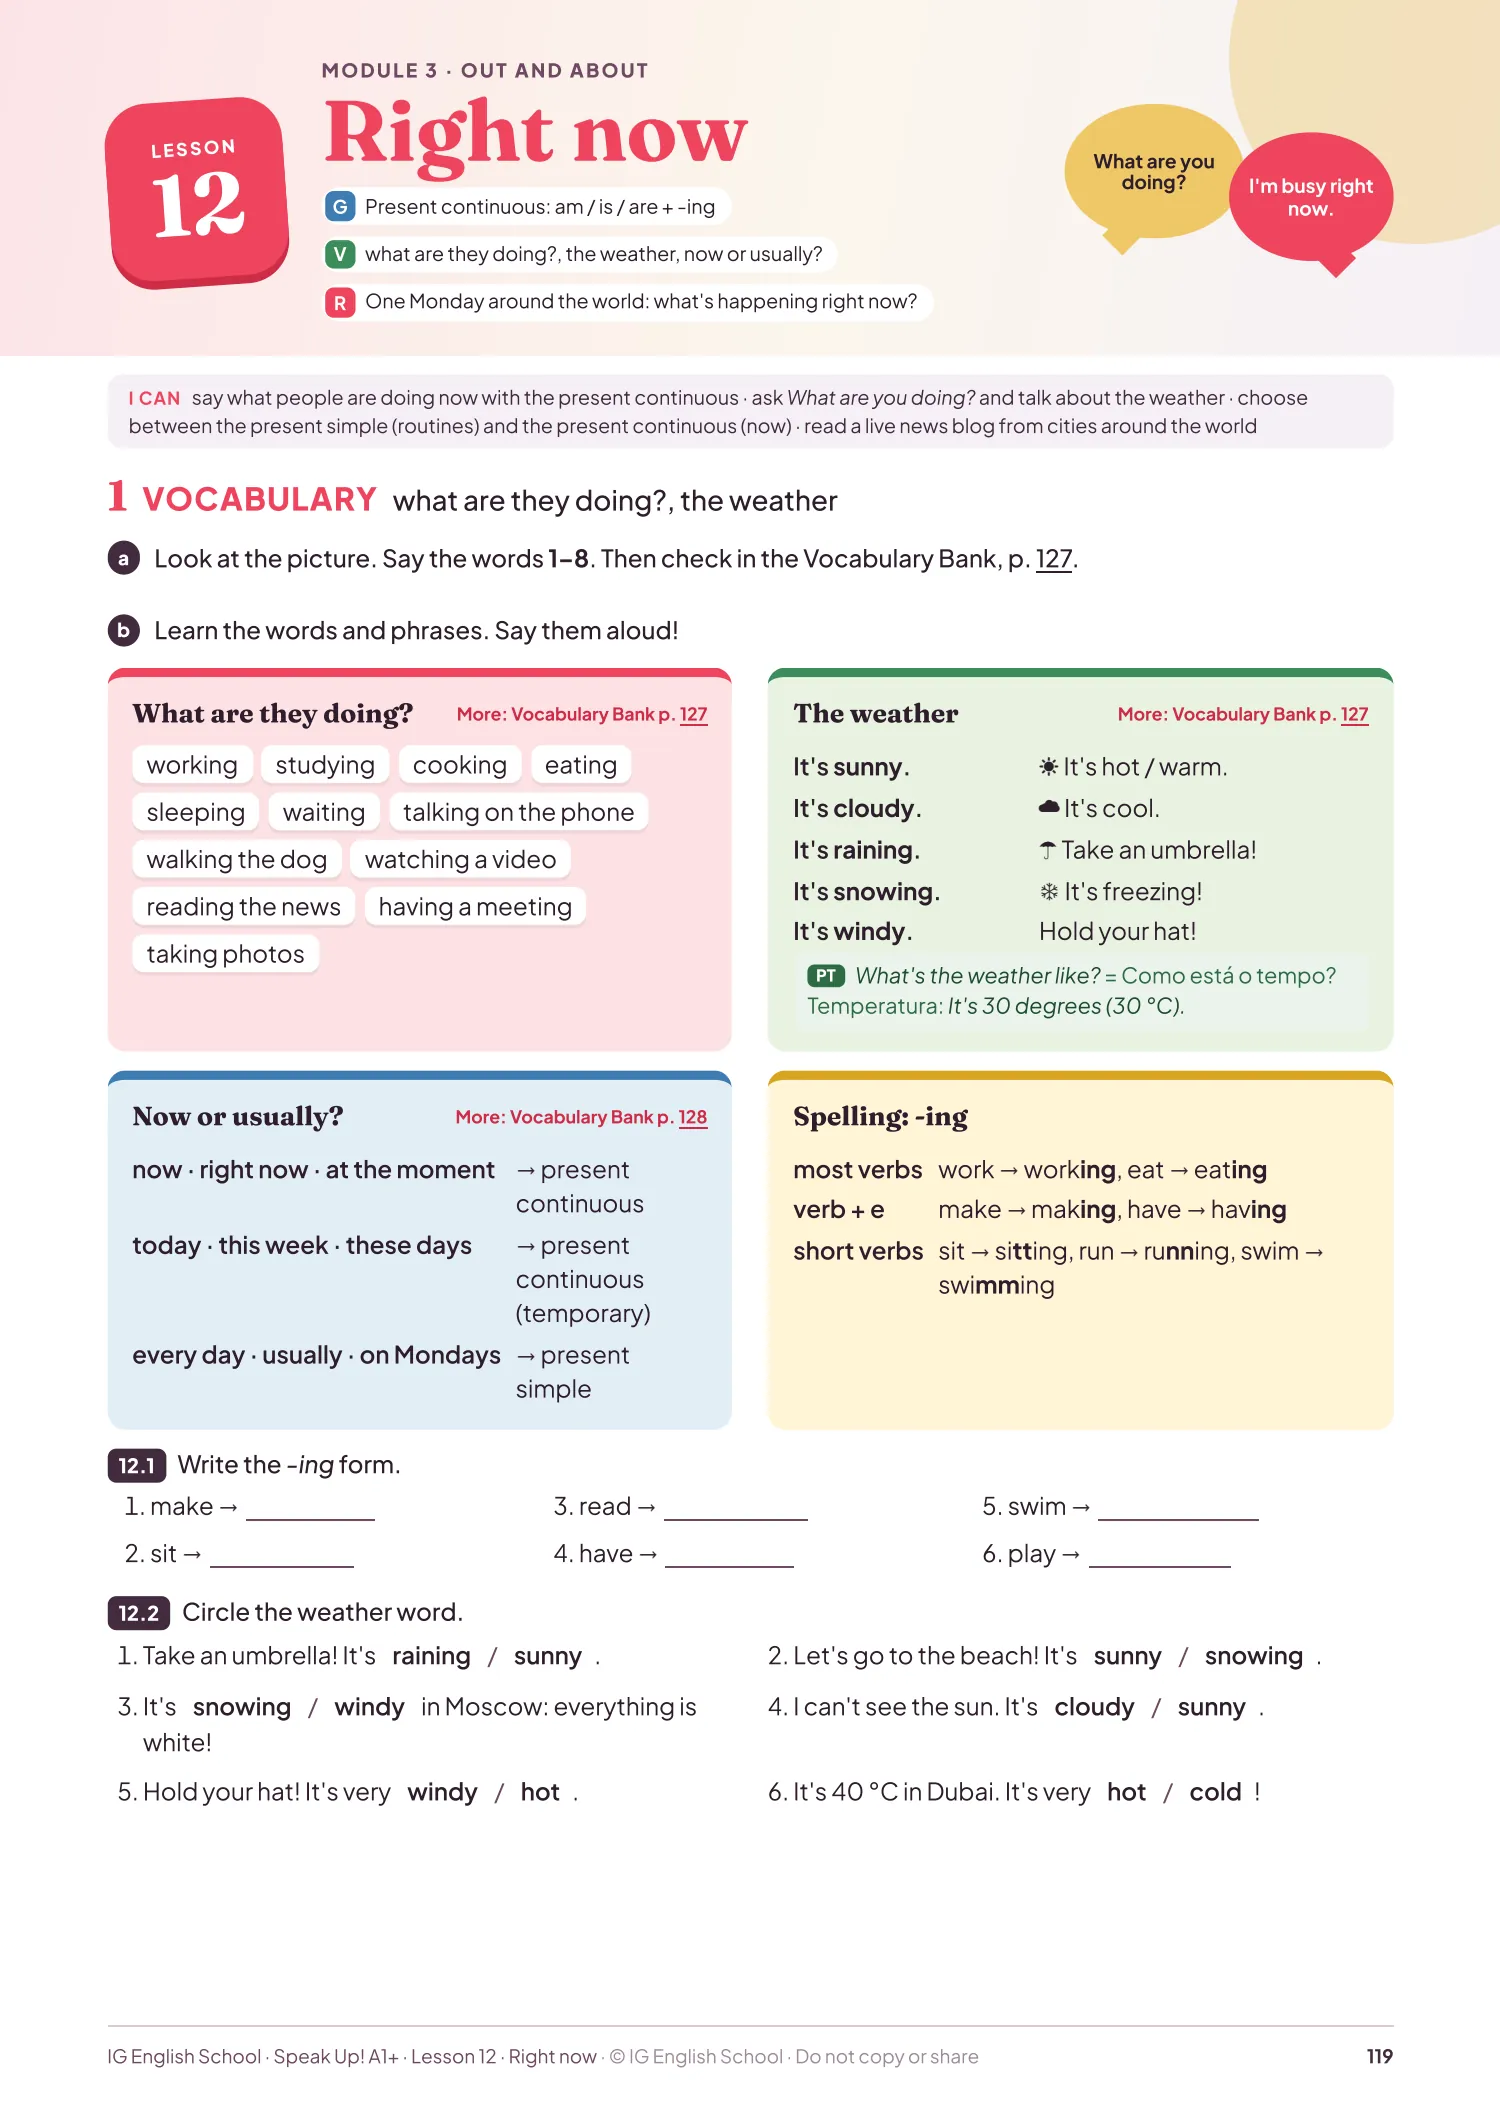 MODULE 3 · OUT AND ABOUT
LESSON
12
Right now
G Present continuous: am / is / are + -ing
V what are they doing?, the weather, now or usually?
R One Monday around the world: what's happening right now?
What are you
doing?
I'm busy right
now.
I CAN say what people are doing now with the present continuous · ask What are you doing? and talk about the weather · choose
between the present simple (routines) and the present continuous (now) · read a live news blog from cities around the world
1 VOCABULARY what are they doing?, the weather
a Look at the picture. Say the words 1–8. Then check in the Vocabulary Bank, p. 127.
b Learn the words and phrases. Say them aloud!
What are they doing? More: Vocabulary Bank p. 127
working studying cooking eating
sleeping waiting talking on the phone
walking the dog watching a video
reading the news having a meeting
taking photos
The weather More: Vocabulary Bank p. 127
It's sunny. ☀ It's hot / warm.
It's cloudy. ☁ It's cool.
It's raining. ☂ Take an umbrella!
It's snowing. ❄ It's freezing!
It's windy. Hold your hat!
PT What's the weather like? = Como está o tempo?
Temperatura: It's 30 degrees (30 °C).
Now or usually? More: Vocabulary Bank p. 128
now · right now · at the moment → present
continuous
today · this week · these days → present
continuous
(temporary)
every day · usually · on Mondays → present
simple
Spelling: -ing
most verbs work → working, eat → eating
verb + e make → making, have → having
short verbs sit → sitting, run → running, swim →
swimming
12.1 Write the -ing form.
1. make → ________ 3. read → ________ 5. swim → ________
2. sit → ________ 4. have → ________ 6. play → ________
12.2 Circle the weather word.
1. Take an umbrella! It's raining / sunny . 2. Let's go to the beach! It's sunny / snowing .
3. It's snowing / windy in Moscow: everything is
white!
4. I can't see the sun. It's cloudy / sunny .
5. Hold your hat! It's very windy / hot . 6. It's 40 °C in Dubai. It's very hot / cold !
IG English School · Speak Up! A1+ · Lesson 12 · Right now · © IG English School · Do not copy or share 119